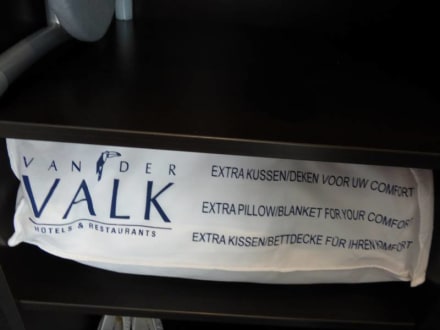 VAN DER
VALK
HOTELS & RESTAURANTS
EXTRA KUSSEN/DEKEN VOOR UW COMFORT
EXTRA PILLOW/BLANKET FOR YOUR COMFORT
EXTRA KISSEN/BETTDECKE FÜR IHREN KOMFORT